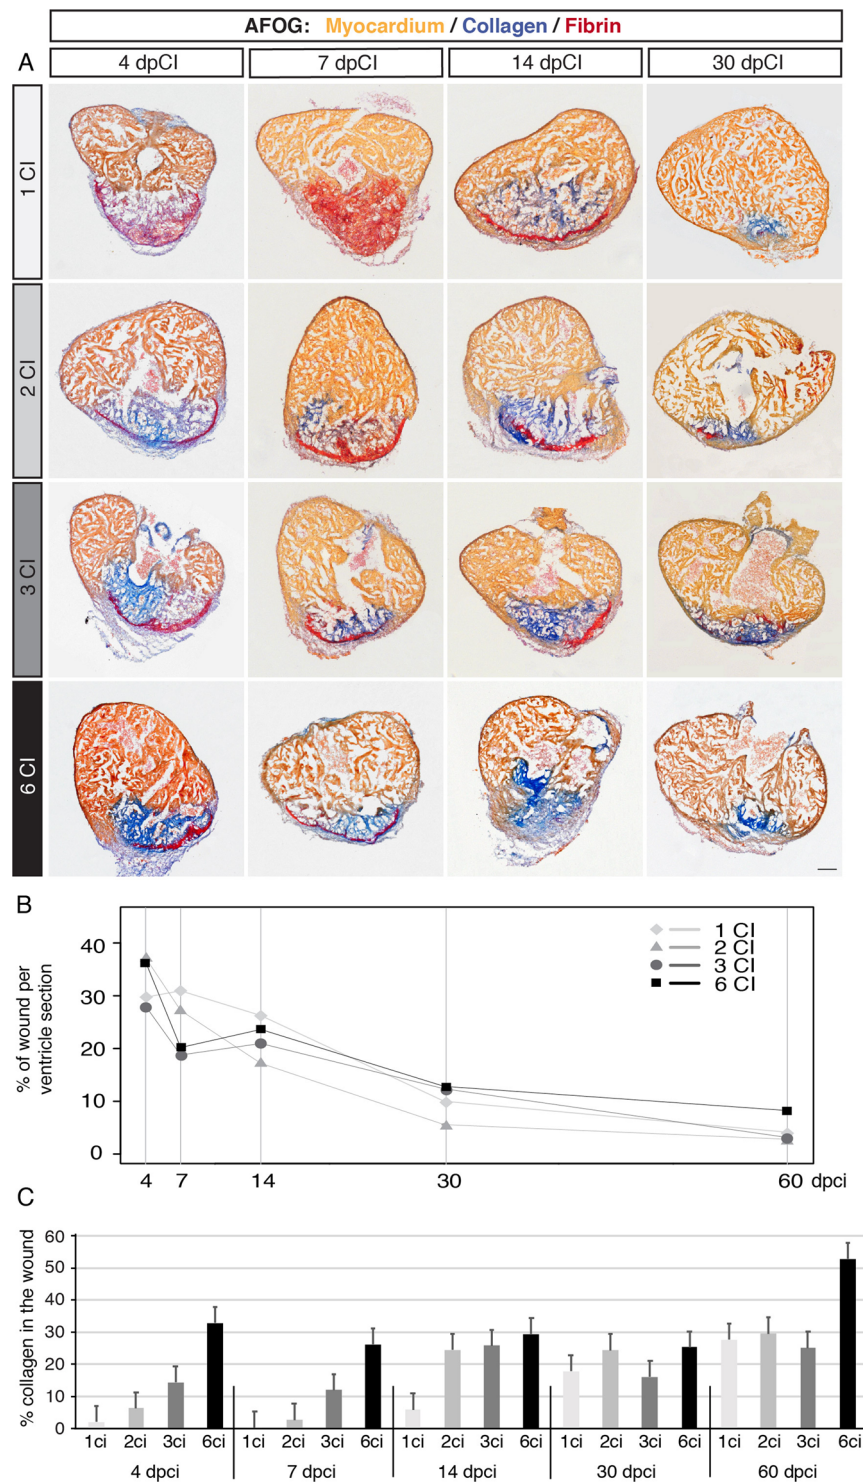 AFOG: Myocardium / Collagen / Fibrin
A
4 dpCI
7 dpCI
14 dpCI
30 dpCI
1 CI
2 CI
3 CI
6 CI
B
% of wound per
ventricle section
40
30
20
10
0
1 CI
2 CI
3 CI
6 CI
4 7 14 30 60 dpci
C
% collagen in the wound
60
50
40
30
20
10
0
1ci 2ci 3ci 6ci 1ci 2ci 3ci 6ci 1ci 2ci 3ci 6ci 1ci 2ci 3ci 6ci 1ci 2ci 3ci 6ci
4 dpci 7 dpci 14 dpci 30 dpci 60 dpci